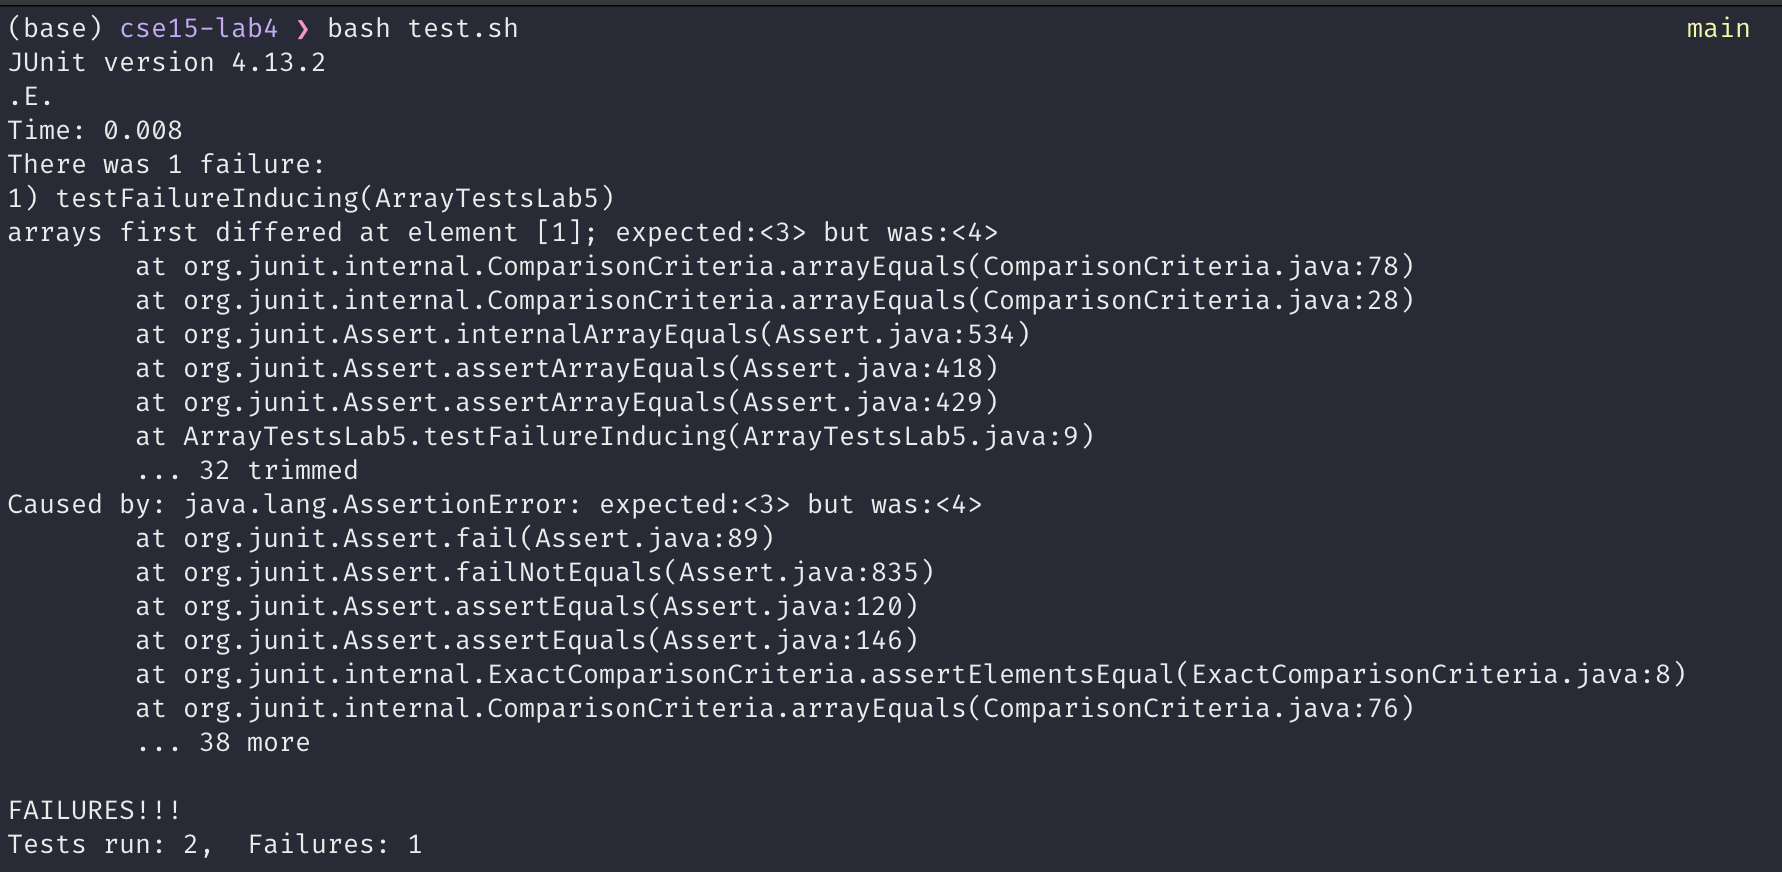 (base) cse15-lab4 ❯ bash test.sh main
JUnit version 4.13.2
.E.
Time: 0.008
There was 1 failure:
1) testFailureInducing(ArrayTestsLab5)
arrays first differed at element [1]; expected:<3> but was:<4>
        at org.junit.internal.ComparisonCriteria.arrayEquals(ComparisonCriteria.java:78)
        at org.junit.internal.ComparisonCriteria.arrayEquals(ComparisonCriteria.java:28)
        at org.junit.Assert.internalArrayEquals(Assert.java:534)
        at org.junit.Assert.assertArrayEquals(Assert.java:418)
        at org.junit.Assert.assertArrayEquals(Assert.java:429)
        at ArrayTestsLab5.testFailureInducing(ArrayTestsLab5.java:9)
        ... 32 trimmed
Caused by: java.lang.AssertionError: expected:<3> but was:<4>
        at org.junit.Assert.fail(Assert.java:89)
        at org.junit.Assert.failNotEquals(Assert.java:835)
        at org.junit.Assert.assertEquals(Assert.java:120)
        at org.junit.Assert.assertEquals(Assert.java:146)
        at org.junit.internal.ExactComparisonCriteria.assertElementsEqual(ExactComparisonCriteria.java:8)
        at org.junit.internal.ComparisonCriteria.arrayEquals(ComparisonCriteria.java:76)
        ... 38 more

FAILURES!!!
Tests run: 2,  Failures: 1